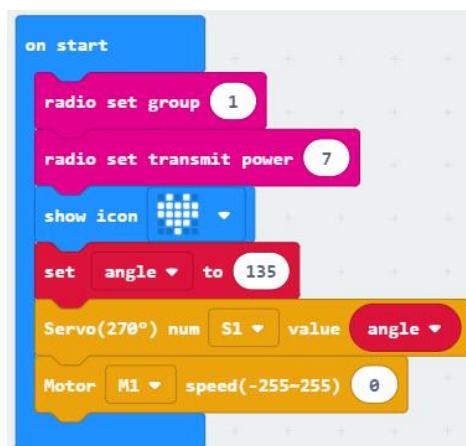 on start
radio set group 1
radio set transmit power 7
show icon
set angle to 135
Servo(270°) num S1 value angle
Motor M1 speed(-255~255) 0